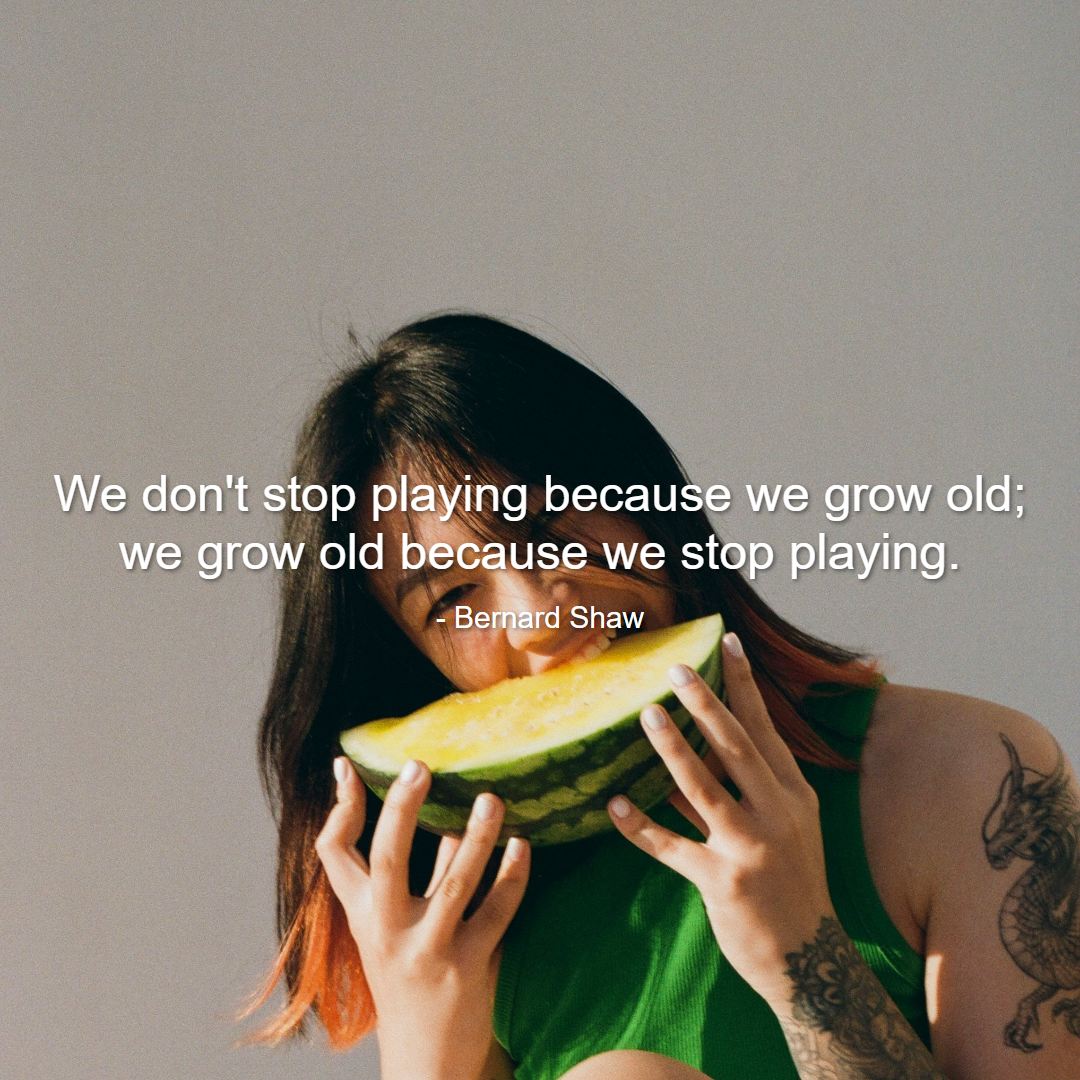 We don't stop playing because we grow old;
we grow old because we stop playing.
- Bernard Shaw